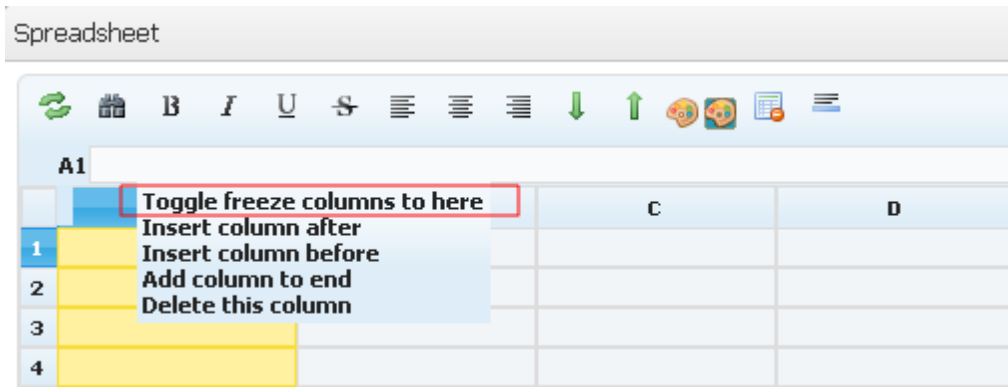 Spreadsheet
B I U S
A1
Toggle freeze columns to here
C D
Insert column after
1
Insert column before
Add column to end
2
Delete this column
3
4